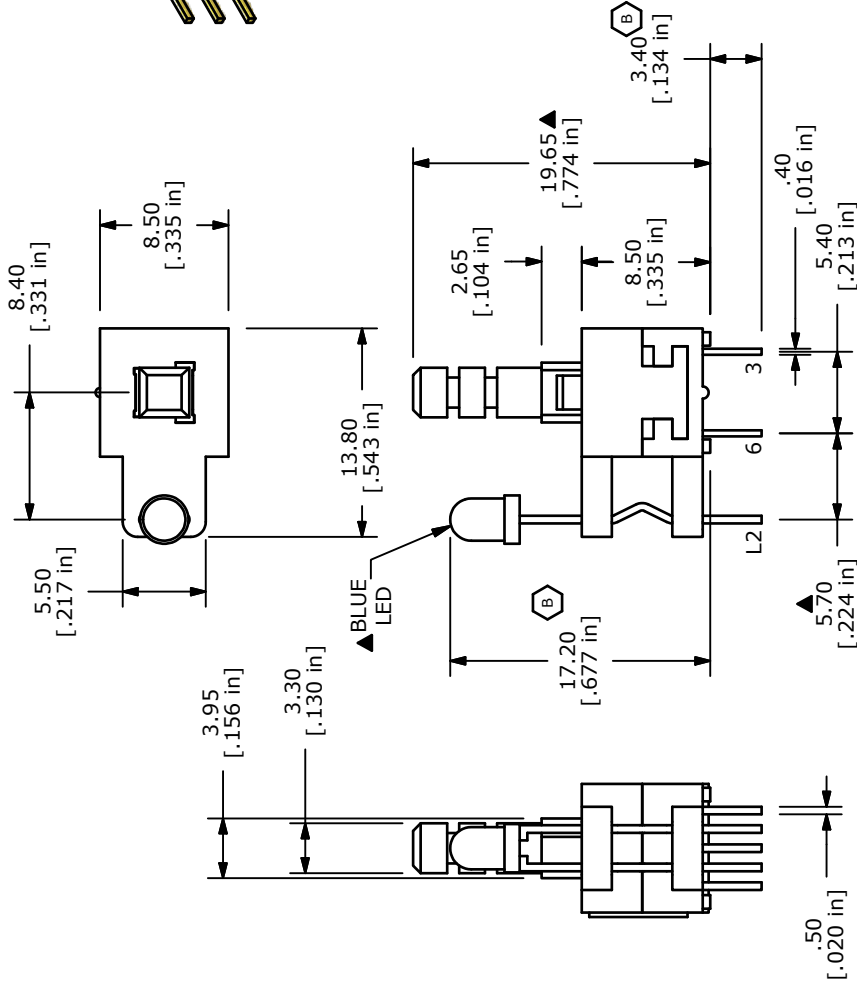 8.40
[.331 in]
8.50
[.335 in]
5.50
[.217 in]
13.80
[.543 in]
B
3.40
[.134 in]
19.65▲
[.774 in]
2.65
[.104 in]
8.50
[.335 in]
.40
[.016 in]
5.40
[.213 in]
3
6
L2
▲
5.70
[.224 in]
▲ BLUE
LED
B
17.20
[.677 in]
3.95
[.156 in]
3.30
[.130 in]
.50
[.020 in]